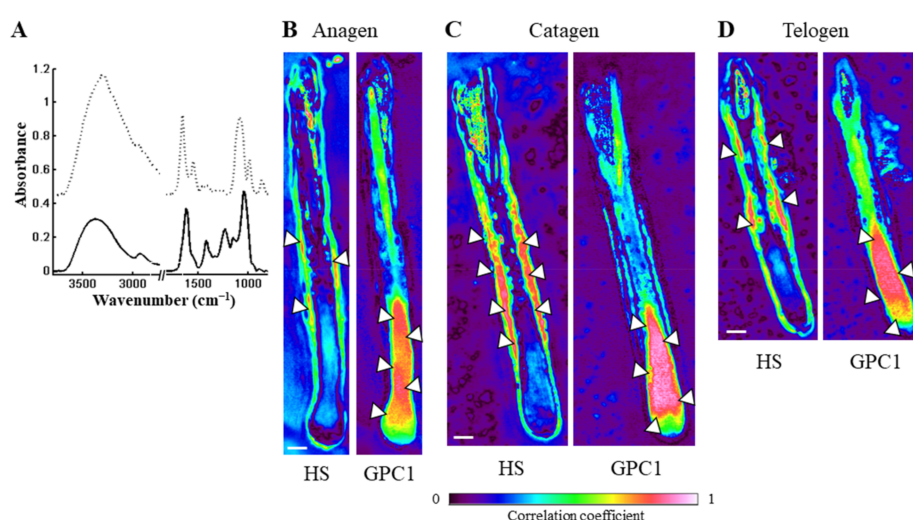 A
B Anagen
C Catagen
D Telogen
1.2
1
0.8
0.6
0.4
0.2
0
Absorbance
3500 3000 1500 1000
Wavenumber (cm⁻¹)
HS GPC1
HS GPC1
HS GPC1
0 1
Correlation coefficient